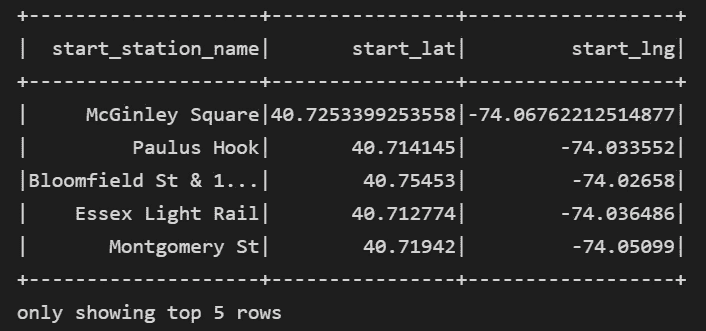 +--------------------+----------------+------------------+
|  start_station_name|       start_lat|         start_lng|
+--------------------+----------------+------------------+
|     McGinley Square|40.7253399253558|-74.06762212514877|
|         Paulus Hook|       40.714145|        -74.033552|
|Bloomfield St & 1...|        40.75453|         -74.02658|
|    Essex Light Rail|       40.712774|        -74.036486|
|       Montgomery St|        40.71942|         -74.05099|
+--------------------+----------------+------------------+
only showing top 5 rows